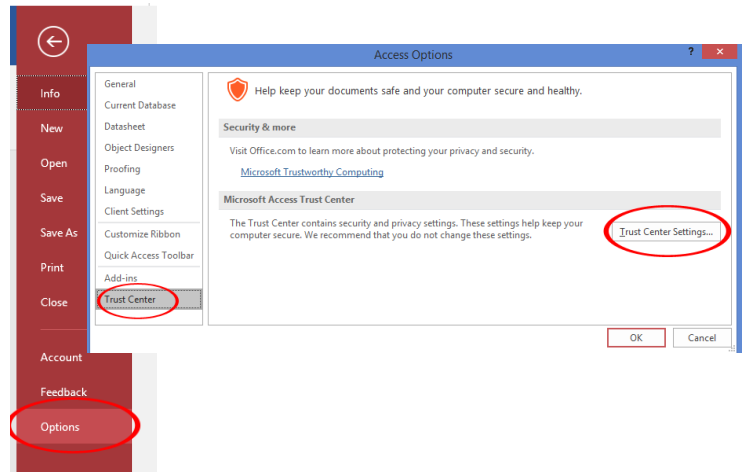 Info
New
Open
Save
Save As
Print
Close
Account
Feedback
Options
Access Options
?
×
General
Current Database
Datasheet
Object Designers
Proofing
Language
Client Settings
Customize Ribbon
Quick Access Toolbar
Add-ins
Trust Center
Help keep your documents safe and your computer secure and healthy.
Security & more
Visit Office.com to learn more about protecting your privacy and security.
Microsoft Trustworthy Computing
Microsoft Access Trust Center
The Trust Center contains security and privacy settings. These settings help keep your
computer secure. We recommend that you do not change these settings.
Trust Center Settings...
OK
Cancel